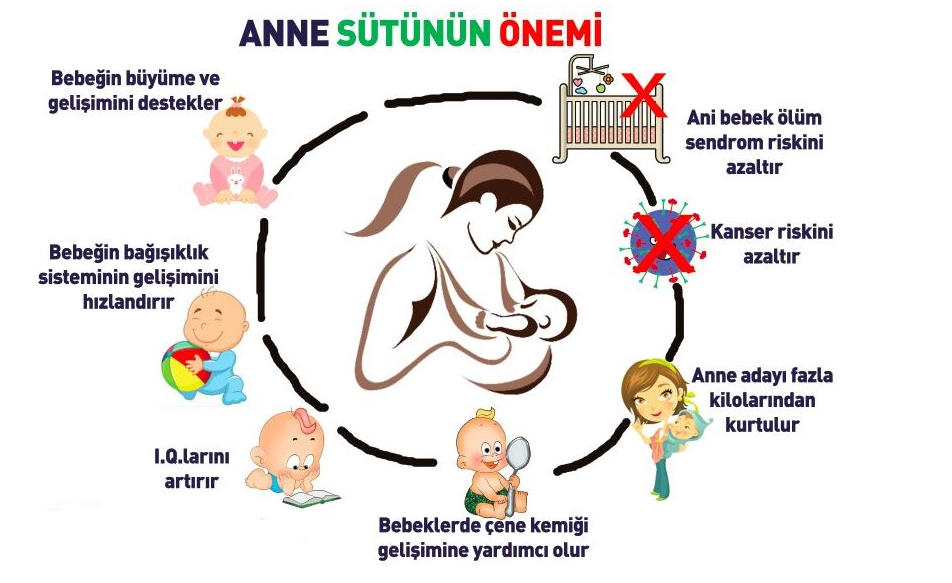 ANNE SÜTÜNÜN ÖNEMİ
Bebeğin büyüme ve
gelişimini destekler
Ani bebek ölüm
sendrom riskini
azaltır
Kanser riskini
azaltır
Bebeğin bağışıklık
sisteminin gelişimini
hızlandırır
Anne adayı fazla
kilolarından
kurtulur
I.Q.larını
artırır
Bebeklerde çene kemiği
gelişimine yardımcı olur